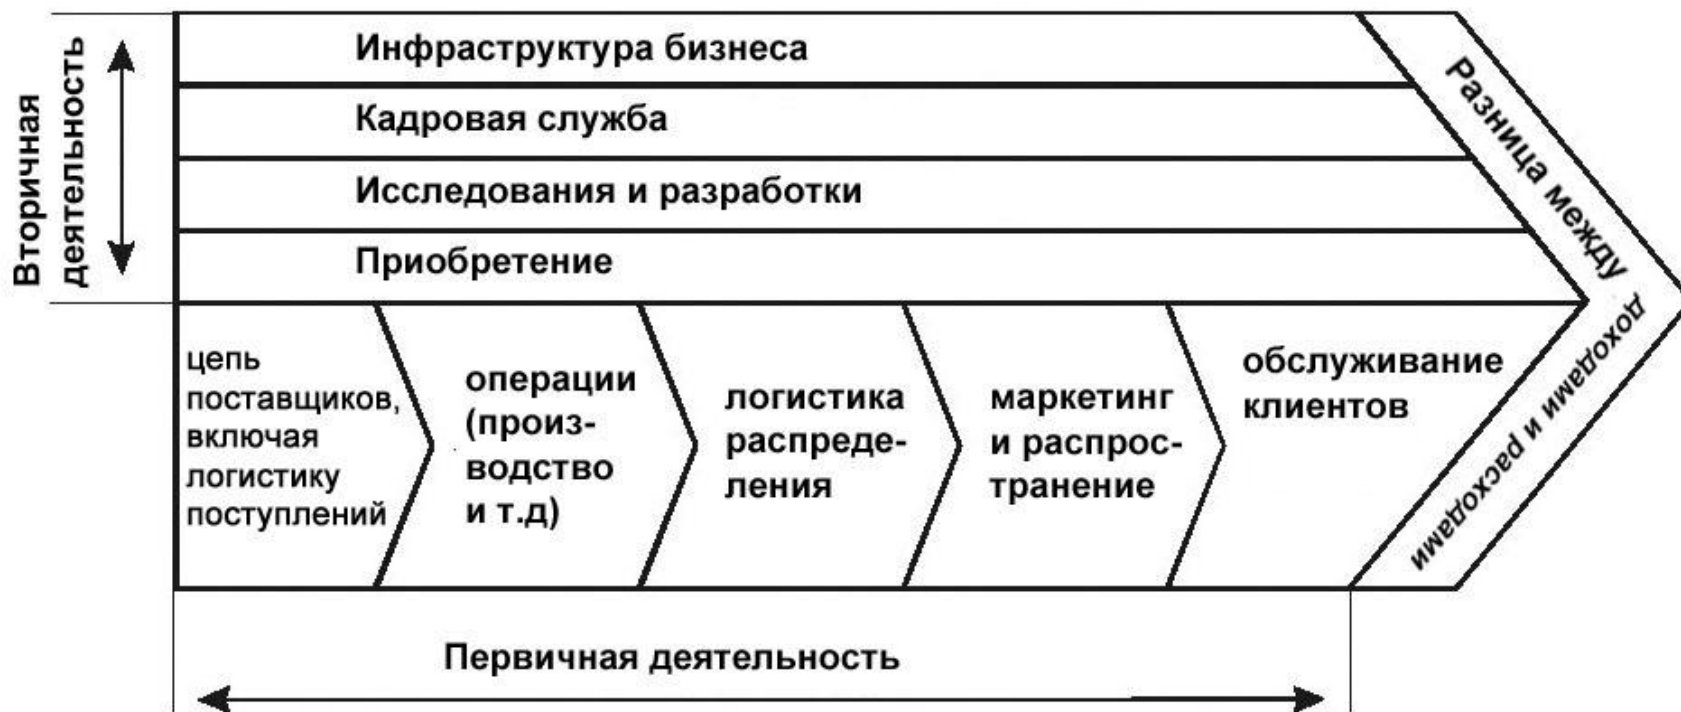 Вторичная
деятельность
Инфраструктура бизнеса
Кадровая служба
Исследования и разработки
Приобретение
Разница между
доходами и расходами
цепь
поставщиков,
включая
логистику
поступлений
операции
(произ-
водство
и т.д)
логистика
распреде-
ления
маркетинг
и распрос-
транение
обслуживание
клиентов
Первичная деятельность